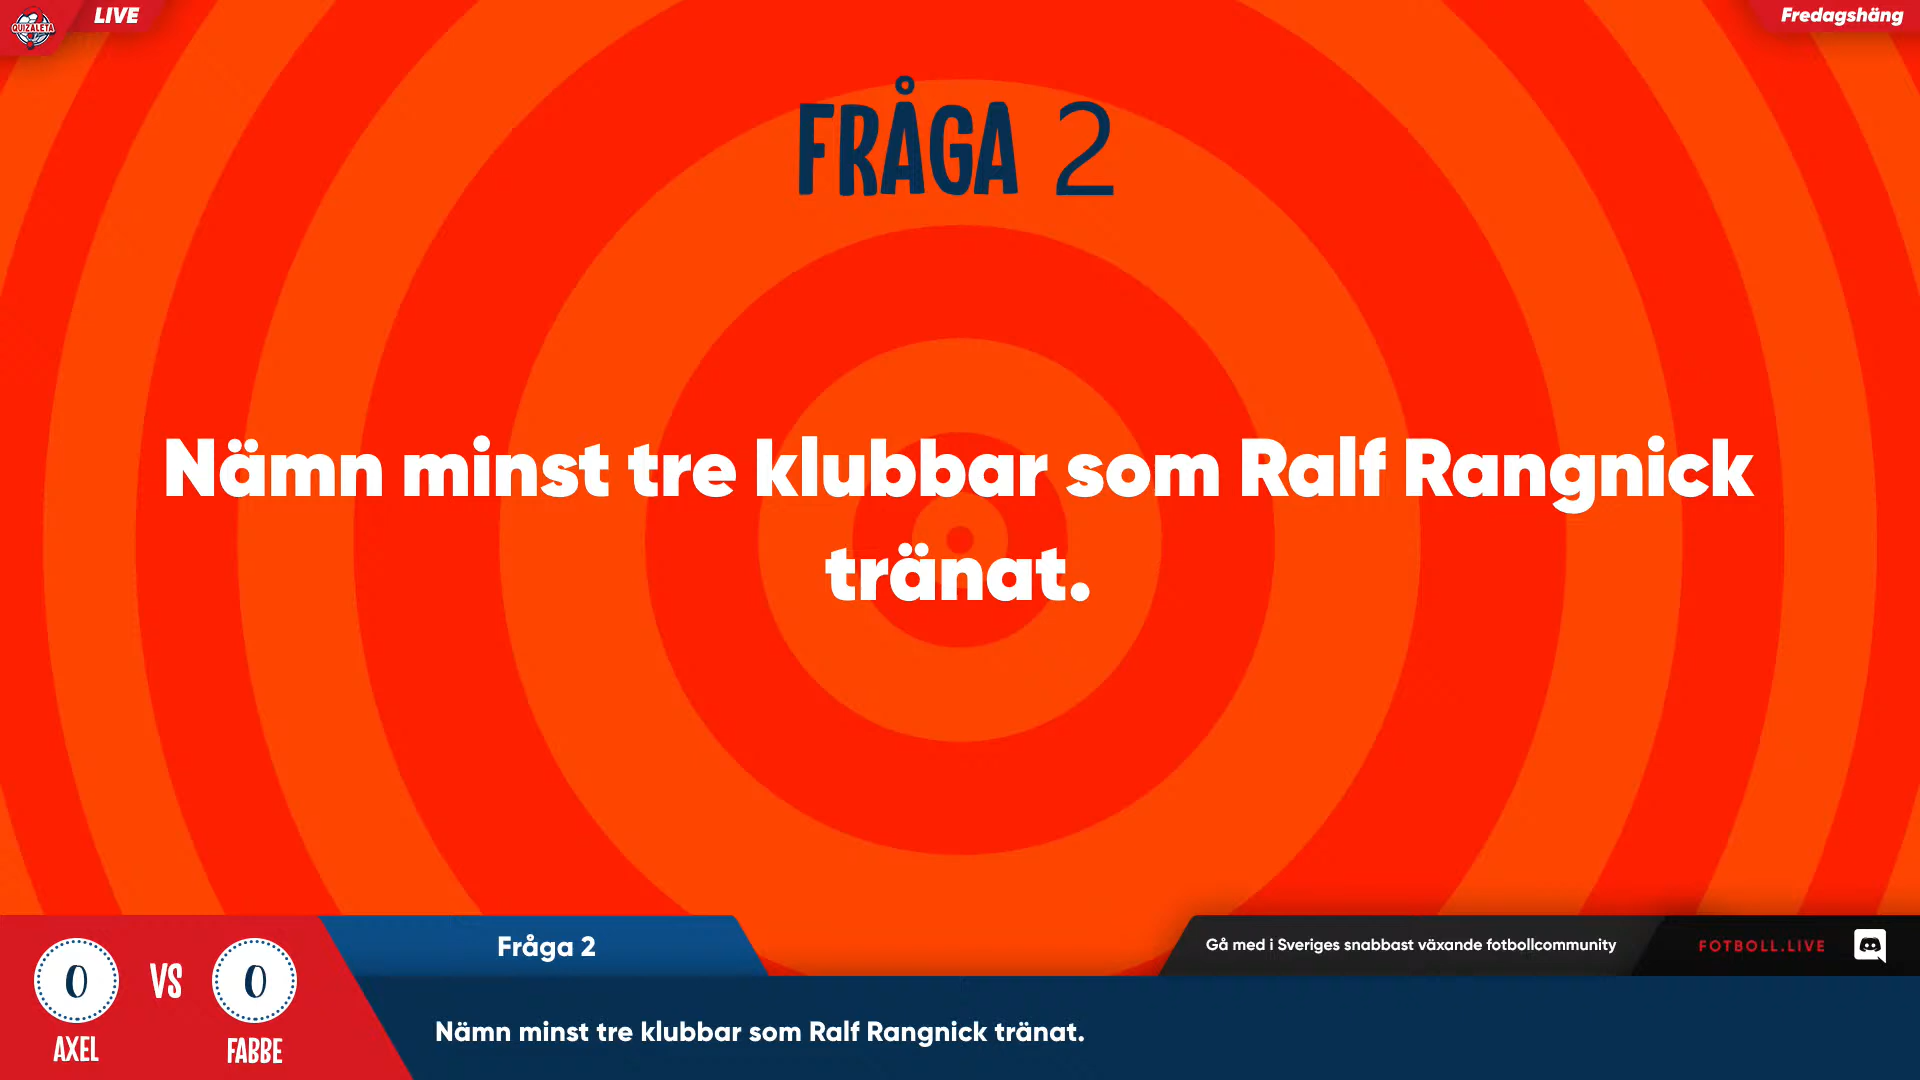 QUIZALETA
LIVE
Fredagshäng
FRÅGA 2
Nämn minst tre klubbar som Ralf Rangnick
tränat.
Fråga 2
Gå med i Sveriges snabbast växande fotbollcommunity
FOTBOLL.LIVE
0 VS 0
AXEL FABBE
Nämn minst tre klubbar som Ralf Rangnick tränat.